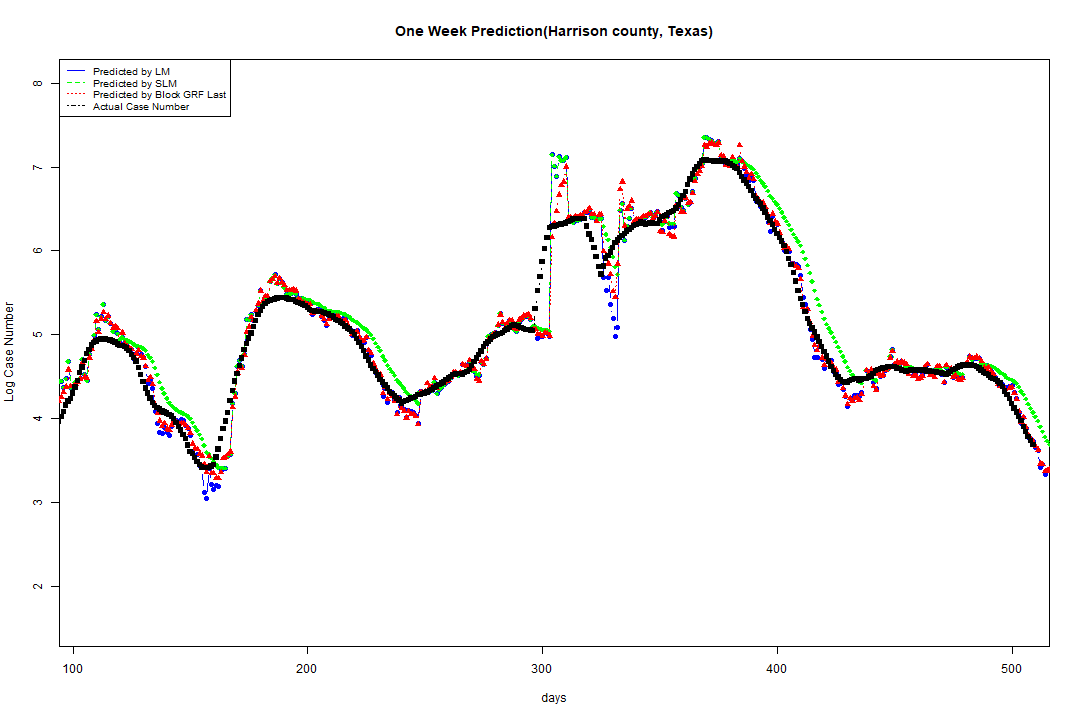 One Week Prediction(Harrison county, Texas)
Predicted by LM
Predicted by SLM
Predicted by Block GRF Last
Actual Case Number
8
7
6
5
4
3
2
Log Case Number
100 200 300 400 500
days